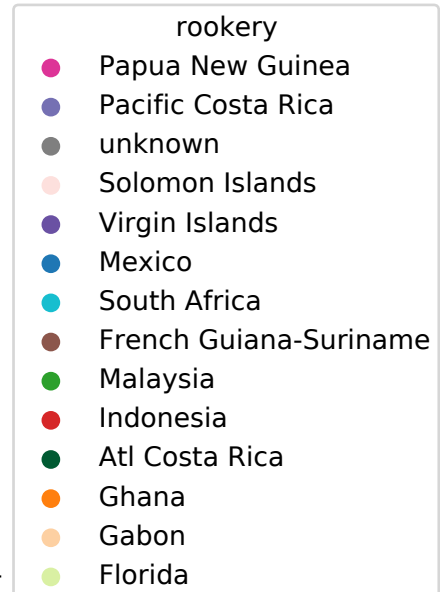 rookery
Papua New Guinea
Pacific Costa Rica
unknown
Solomon Islands
Virgin Islands
Mexico
South Africa
French Guiana-Suriname
Malaysia
Indonesia
Atl Costa Rica
Ghana
Gabon
Florida